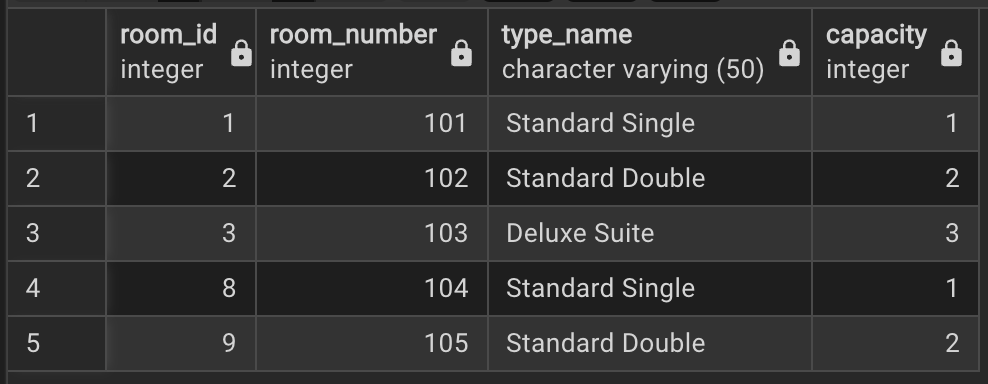 room_id room_number type_name capacity
integer integer character varying (50) integer
1 1 101 Standard Single 1
2 2 102 Standard Double 2
3 3 103 Deluxe Suite 3
4 8 104 Standard Single 1
5 9 105 Standard Double 2